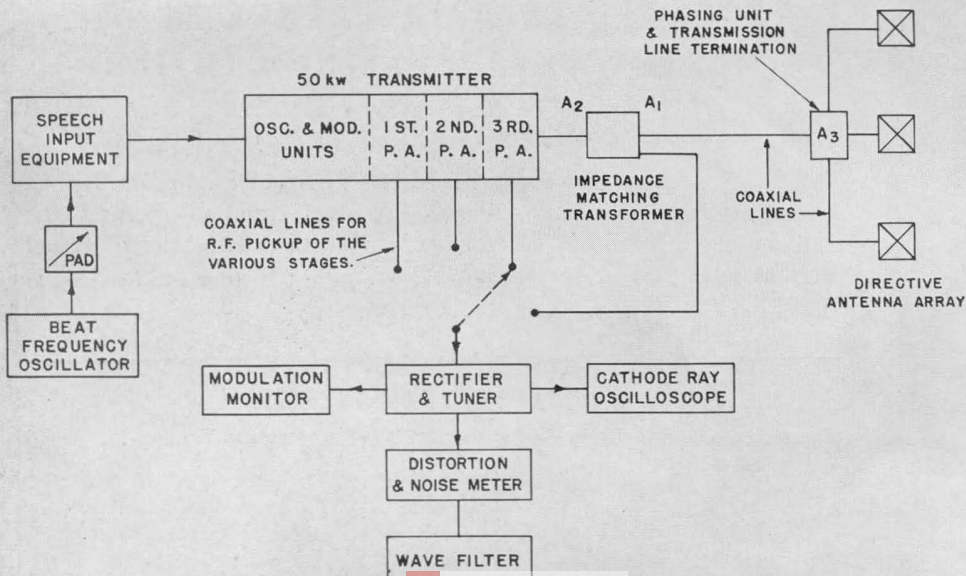 PHASING UNIT
& TRANSMISSION
LINE TERMINATION
50 kw TRANSMITTER
SPEECH
INPUT
EQUIPMENT
OSC. & MOD.
UNITS
1 ST.
P. A.
2 ND.
P. A.
3 RD.
P. A.
A2
A1
A3
IMPEDANCE
MATCHING
TRANSFORMER
COAXIAL
LINES
COAXIAL LINES FOR
R.F. PICKUP OF THE
VARIOUS STAGES.
PAD
DIRECTIVE
ANTENNA ARRAY
BEAT
FREQUENCY
OSCILLATOR
MODULATION
MONITOR
RECTIFIER
& TUNER
CATHODE RAY
OSCILLOSCOPE
DISTORTION
& NOISE METER
WAVE FILTER